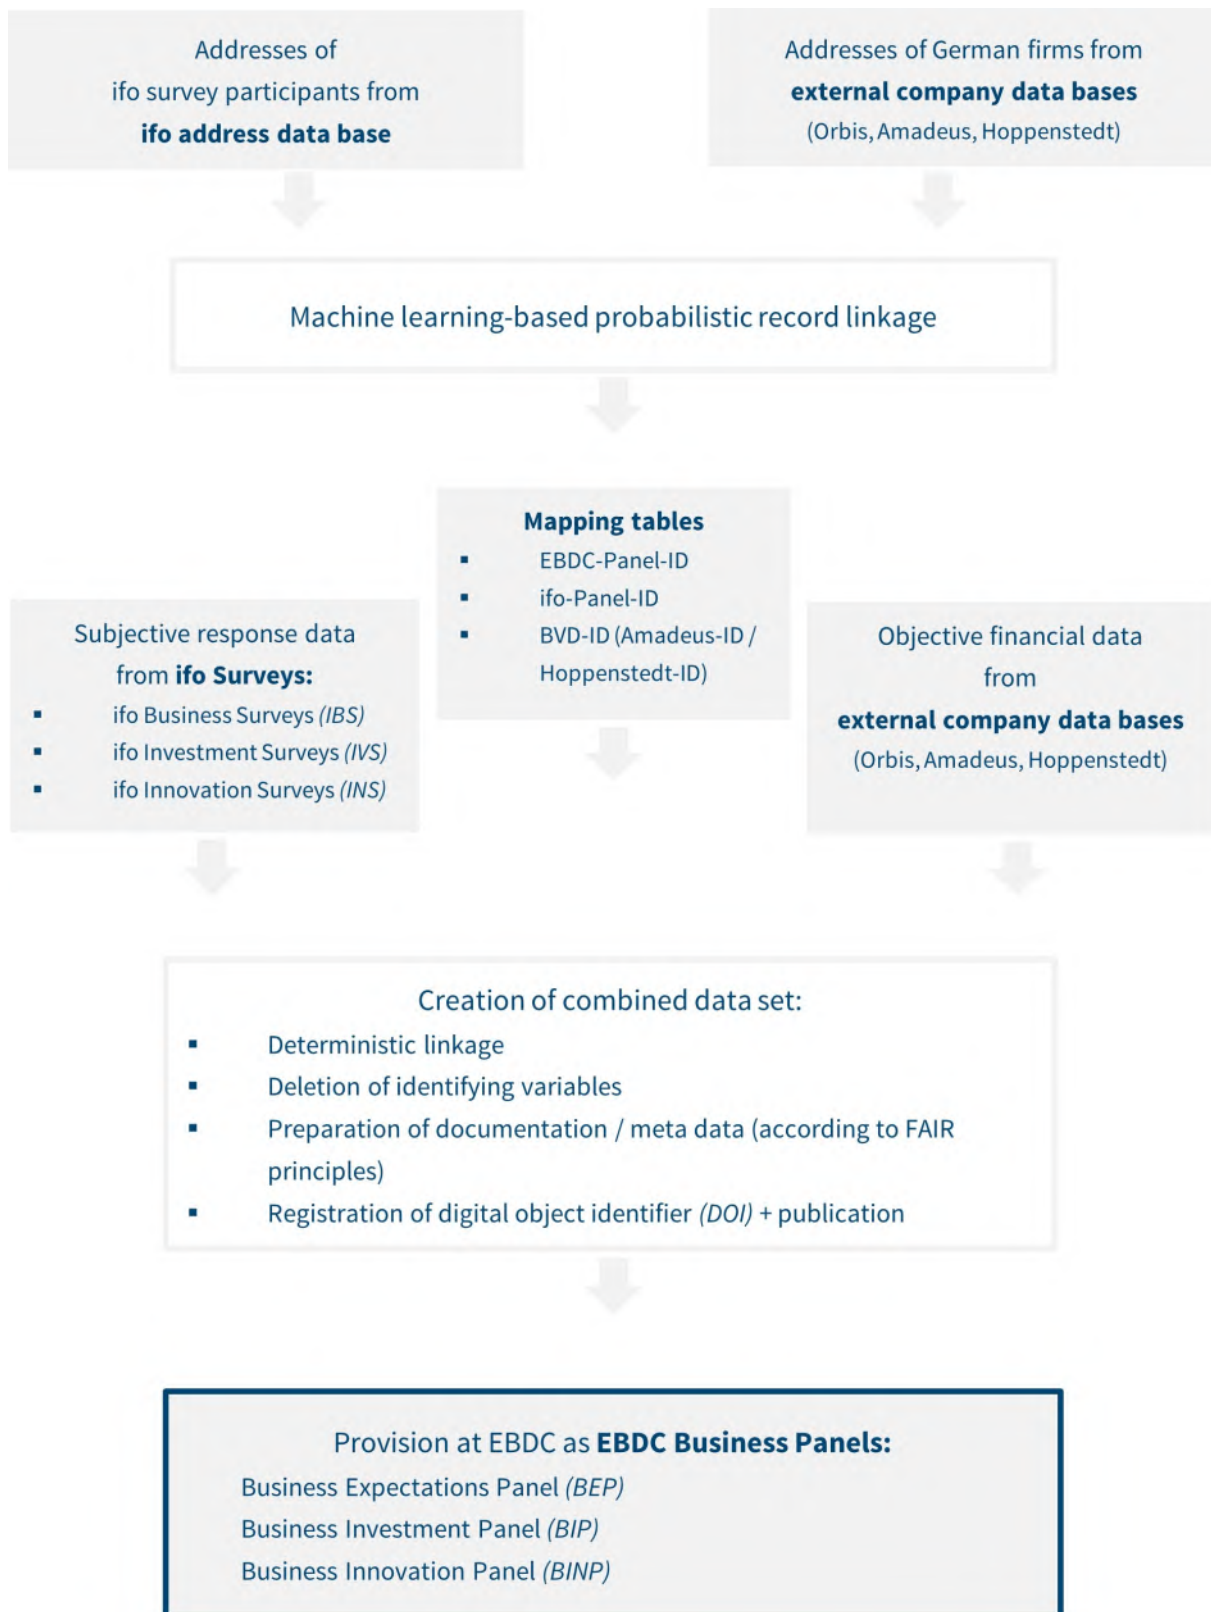 Addresses of
ifo survey participants from
ifo address data base
Addresses of German firms from
external company data bases
(Orbis, Amadeus, Hoppenstedt)
Machine learning-based probabilistic record linkage
Mapping tables
▪ EBDC-Panel-ID
▪ ifo-Panel-ID
▪ BVD-ID (Amadeus-ID /
Hoppenstedt-ID)
Subjective response data
from ifo Surveys:
▪ ifo Business Surveys (IBS)
▪ ifo Investment Surveys (IVS)
▪ ifo Innovation Surveys (INS)
Objective financial data
from
external company data bases
(Orbis, Amadeus, Hoppenstedt)
Creation of combined data set:
▪ Deterministic linkage
▪ Deletion of identifying variables
▪ Preparation of documentation / meta data (according to FAIR
principles)
▪ Registration of digital object identifier (DOI) + publication
Provision at EBDC as EBDC Business Panels:
Business Expectations Panel (BEP)
Business Investment Panel (BIP)
Business Innovation Panel (BINP)